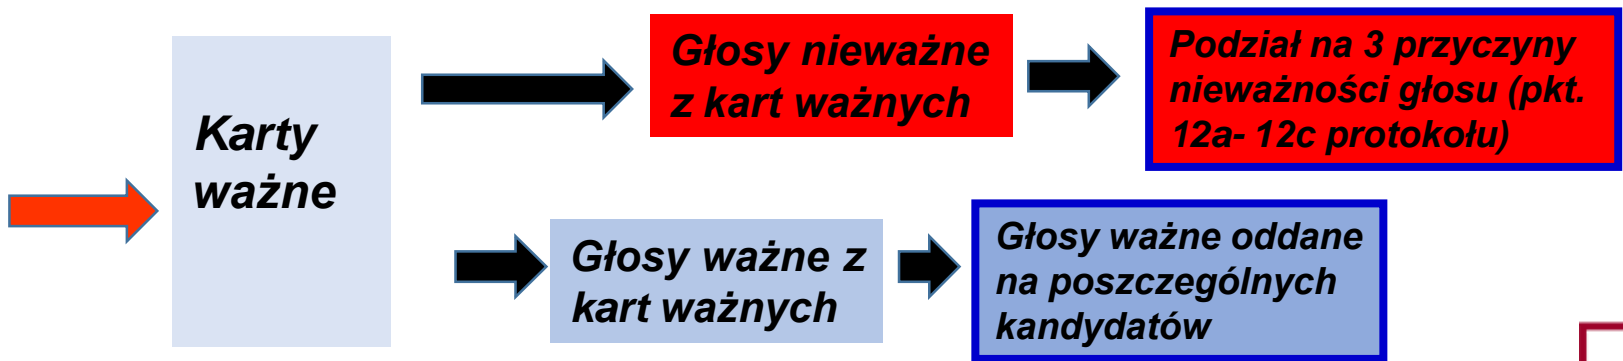 Karty
ważne
Głosy nieważne
z kart ważnych
Podział na 3 przyczyny
nieważności głosu (pkt.
12a- 12c protokołu)
Głosy ważne z
kart ważnych
Głosy ważne oddane
na poszczególnych
kandydatów